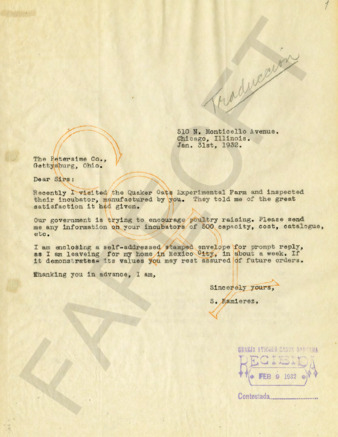 Traducción
510 N. Monticello Avenue.
Chicago, Illinois.
Jan. 31st, 1932.
The Petersime Co.,
Gettysburg, Ohio.
Dear Sirs:
Recently I visited the Quaker Oats Experimental Farm and inspected
their incubator, manufactured by you. They told me of the great
satisfaction it had given.
Our government is trying to encourage poultry raising. Please send
me any information on your incubators of 500 capacity, cost, catalogue,
etc.
I am enclosing a self-addressed stamped envelope for prompt reply,
as I am leaveing for my home in Mexico City, in about a week. If
it demonstrates its values you may rest assured of future orders.
Thanking you in advance, I am,
Sincerely yours,
S. Ramierez.
RECIBIDA
FEB 9 1932
Contestada
FAPECFT